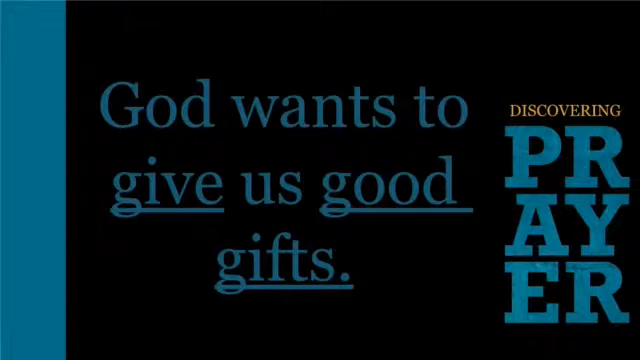 God wants to
give us good
gifts.
DISCOVERING
PR
AY
ER